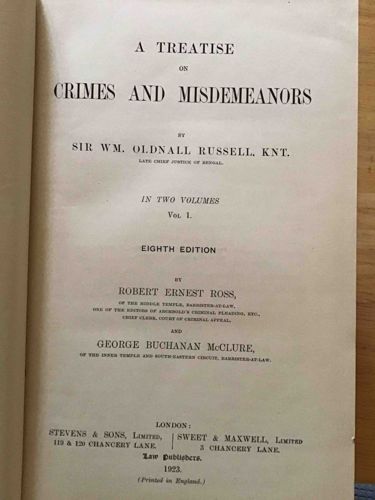 A TREATISE
ON
CRIMES AND MISDEMEANORS
BY
SIR WM. OLDNALL RUSSELL, KNT.
LATE CHIEF JUSTICE OF BENGAL.
IN TWO VOLUMES
VOL I.
EIGHTH EDITION
BY
ROBERT ERNEST ROSS,
OF THE MIDDLE TEMPLE, BARRISTER-AT-LAW,
ONE OF THE EDITORS OF ARCHBOLD'S CRIMINAL PLEADING, ETC.,
CHIEF CLERK, COURT OF CRIMINAL APPEAL.
AND
GEORGE BUCHANAN McCLURE,
OF THE INNER TEMPLE AND SOUTH-EASTERN CIRCUIT, BARRISTER-AT-LAW.
LONDON:
STEVENS & SONS, LIMITED,
119 & 120 CHANCERY LANE.
SWEET & MAXWELL, LIMITED
3 CHANCERY LANE.
Law Publishers.
1923.
(Printed in England.)